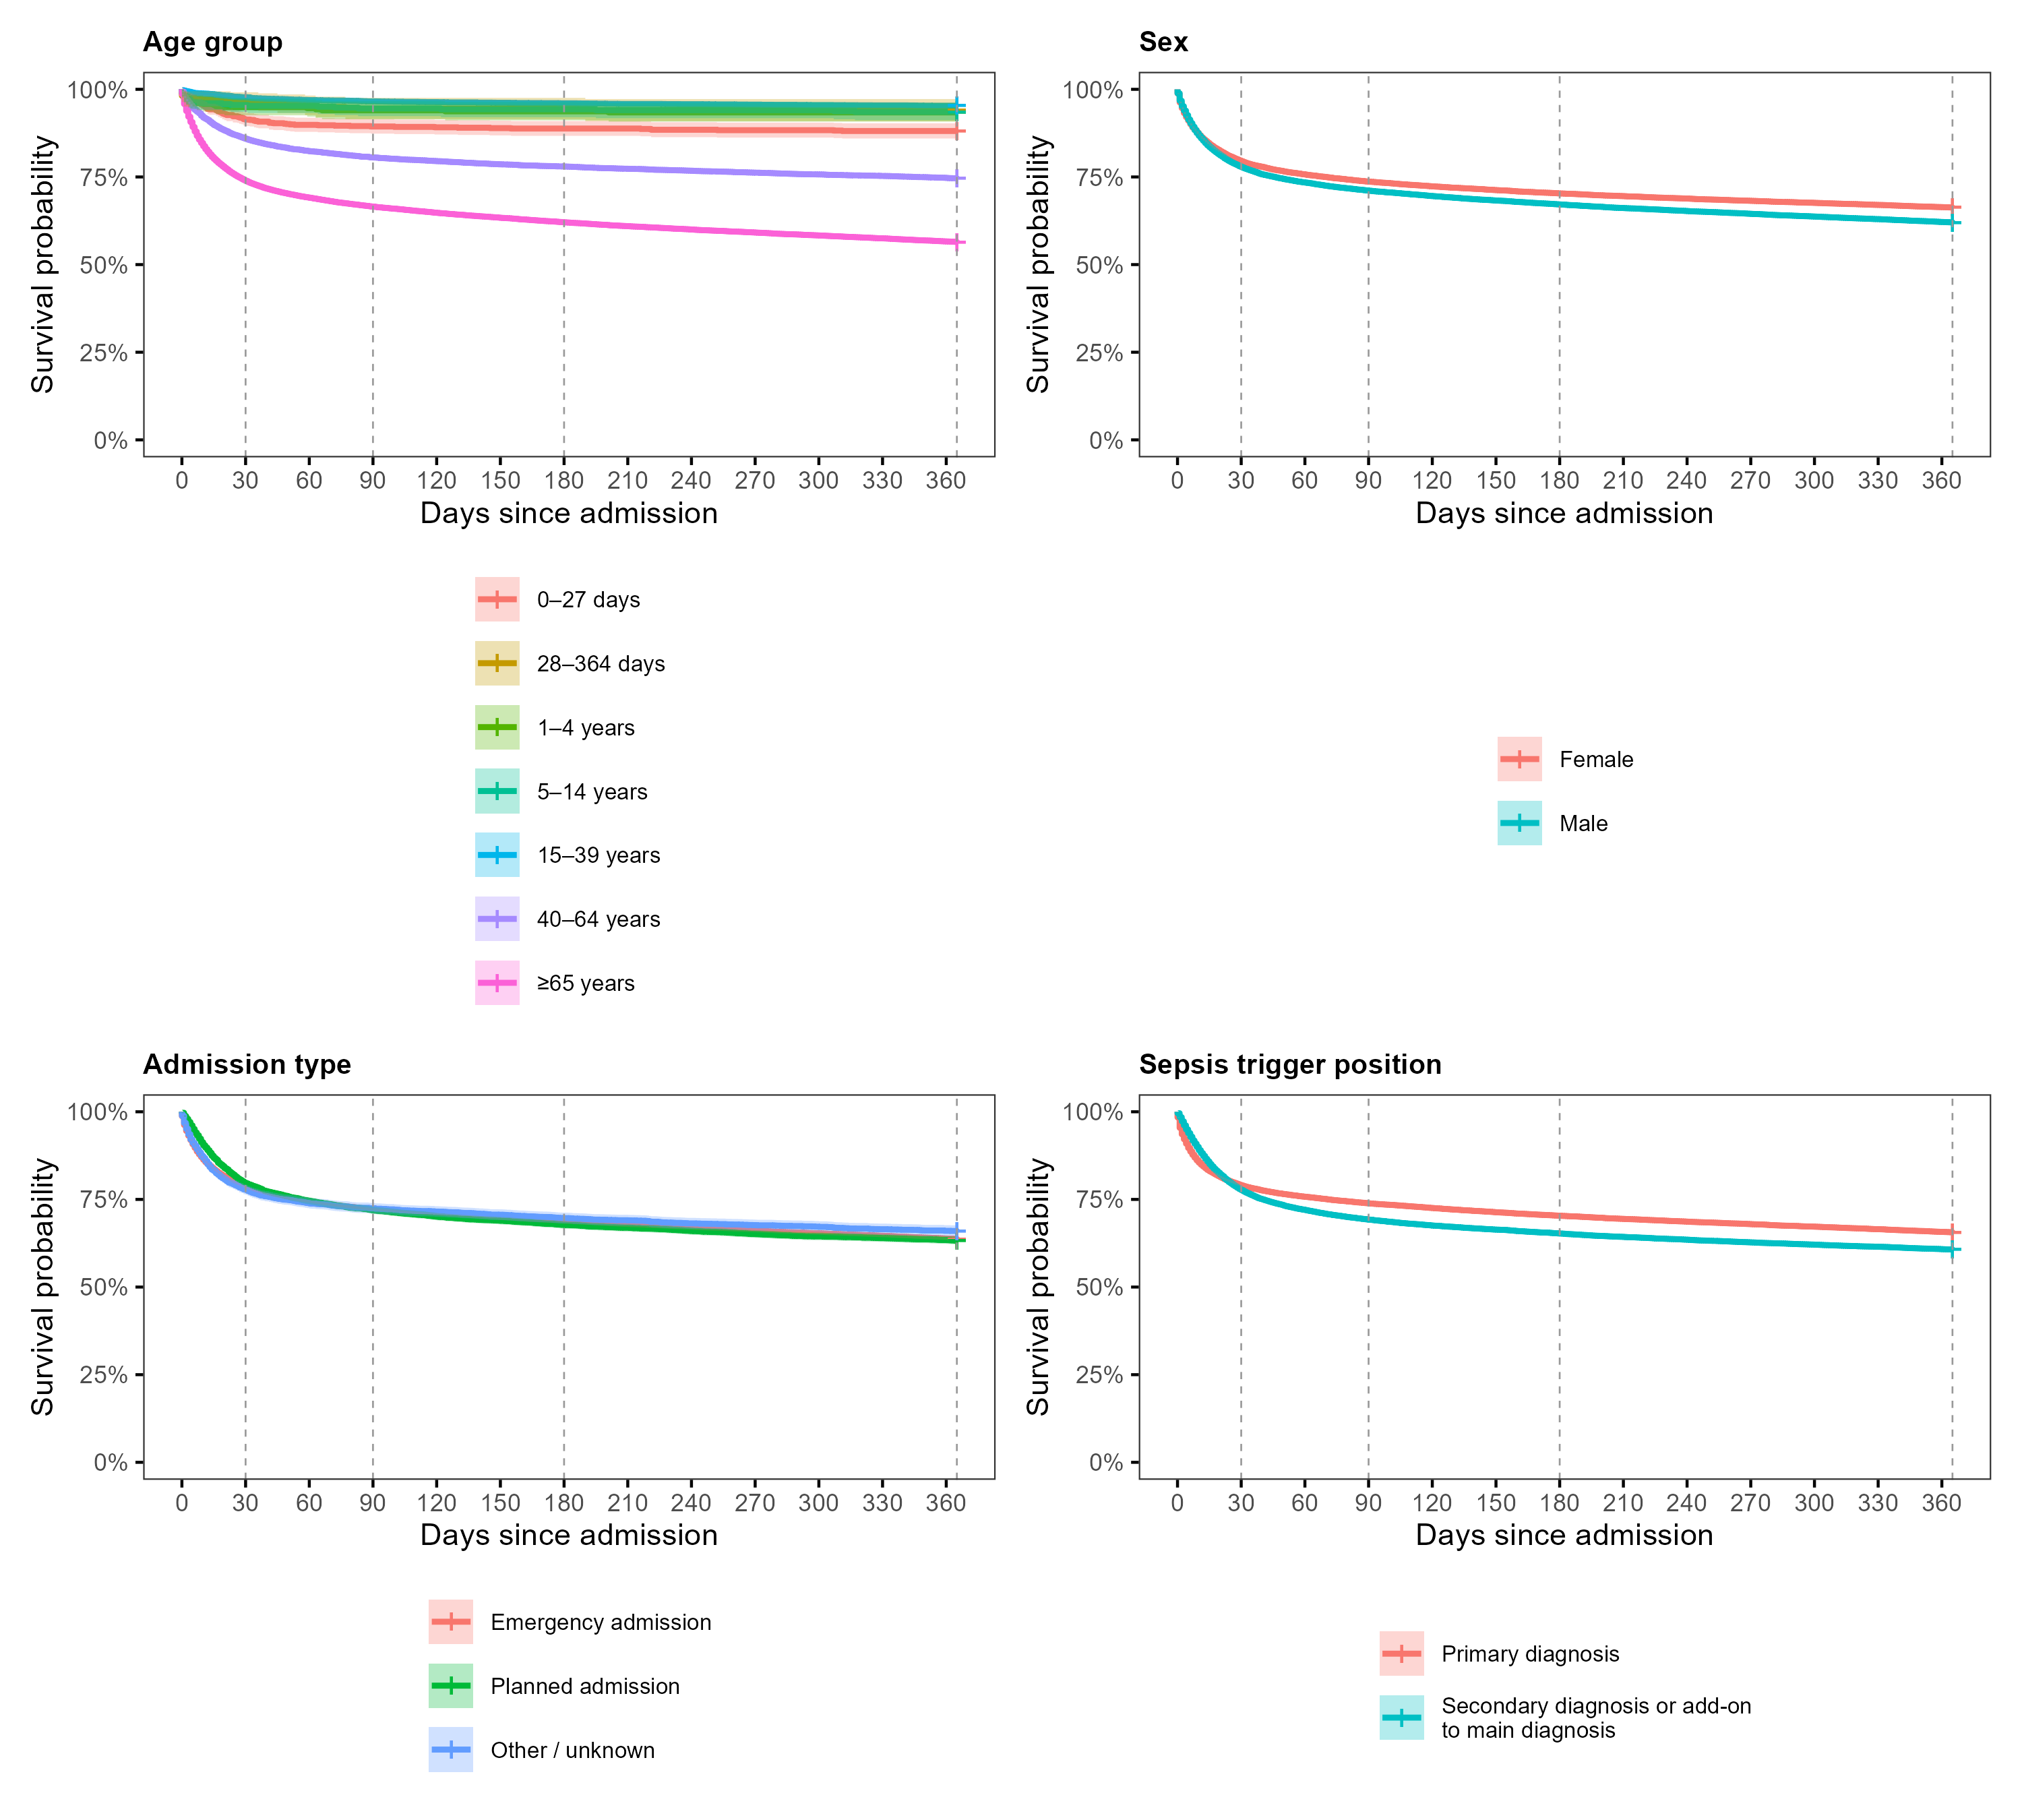 Age group
Survival probability
100%
75%
50%
25%
0%
0 30 60 90 120 150 180 210 240 270 300 330 360
Days since admission
0–27 days
28–364 days
1–4 years
5–14 years
15–39 years
40–64 years
≥65 years
Sex
Survival probability
100%
75%
50%
25%
0%
0 30 60 90 120 150 180 210 240 270 300 330 360
Days since admission
Female
Male
Admission type
Survival probability
100%
75%
50%
25%
0%
0 30 60 90 120 150 180 210 240 270 300 330 360
Days since admission
Emergency admission
Planned admission
Other / unknown
Sepsis trigger position
Survival probability
100%
75%
50%
25%
0%
0 30 60 90 120 150 180 210 240 270 300 330 360
Days since admission
Primary diagnosis
Secondary diagnosis or add-on
to main diagnosis